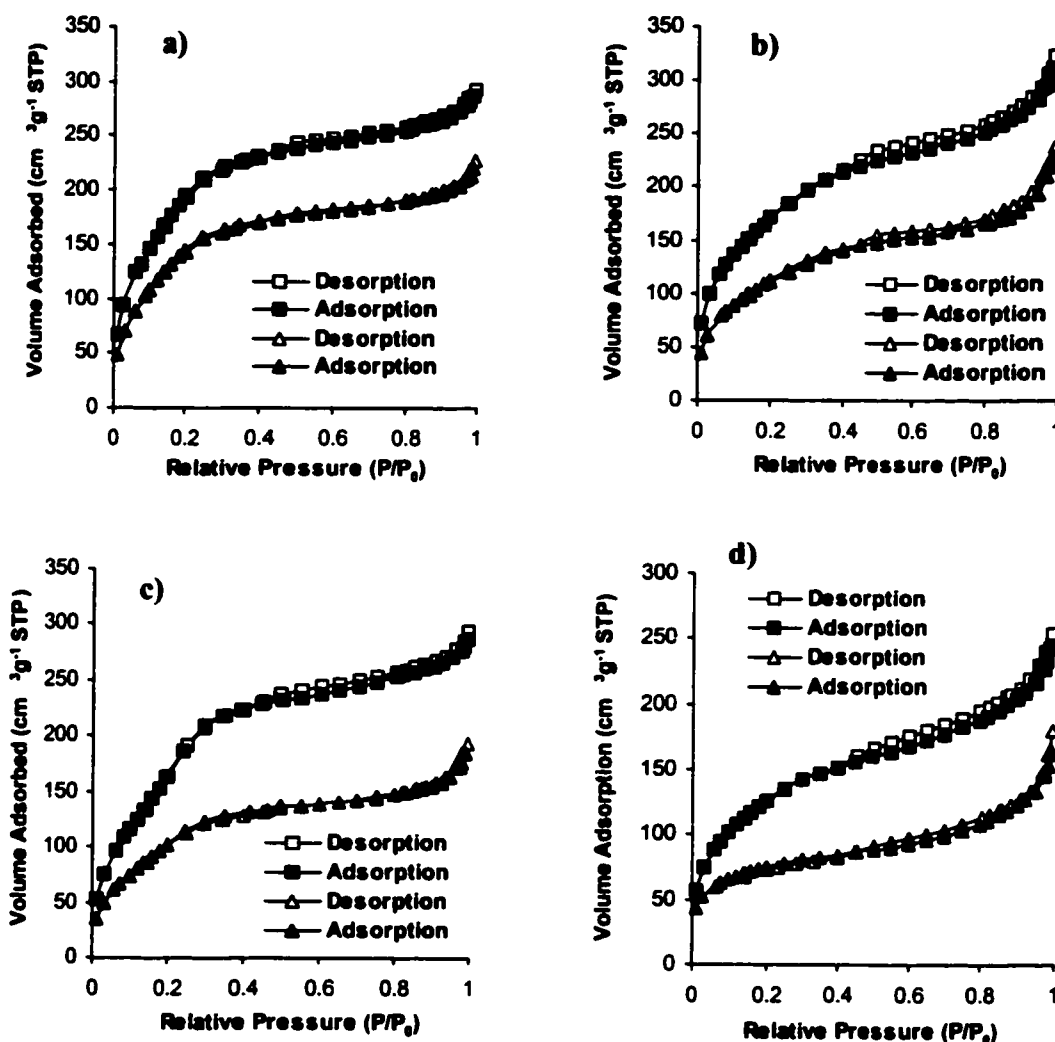 a)
Volume Adsorbed (cm ³g⁻¹ STP)
350
300
250
200
150
100
50
0
Desorption
Adsorption
Desorption
Adsorption
0 0.2 0.4 0.6 0.8 1
Relative Pressure (P/P₀)
b)
Volume Adsorbed (cm ³g⁻¹ STP)
350
300
250
200
150
100
50
0
Desorption
Adsorption
Desorption
Adsorption
0 0.2 0.4 0.6 0.8 1
Relative Pressure (P/P₀)
c)
Volume Adsorbed (cm ³g⁻¹ STP)
350
300
250
200
150
100
50
0
Desorption
Adsorption
Desorption
Adsorption
0 0.2 0.4 0.6 0.8 1
Relative Pressure (P/P₀)
d)
Volume Adsorption (cm ³g⁻¹ STP)
300
250
200
150
100
50
0
Desorption
Adsorption
Desorption
Adsorption
0 0.2 0.4 0.6 0.8 1
Relative Pressure (P/P₀)